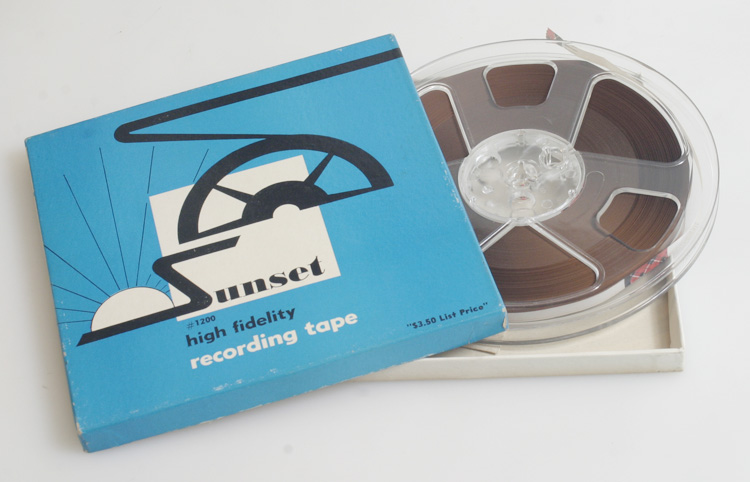 Sunset
#1200
high fidelity
recording tape
"$3.50 List Price"